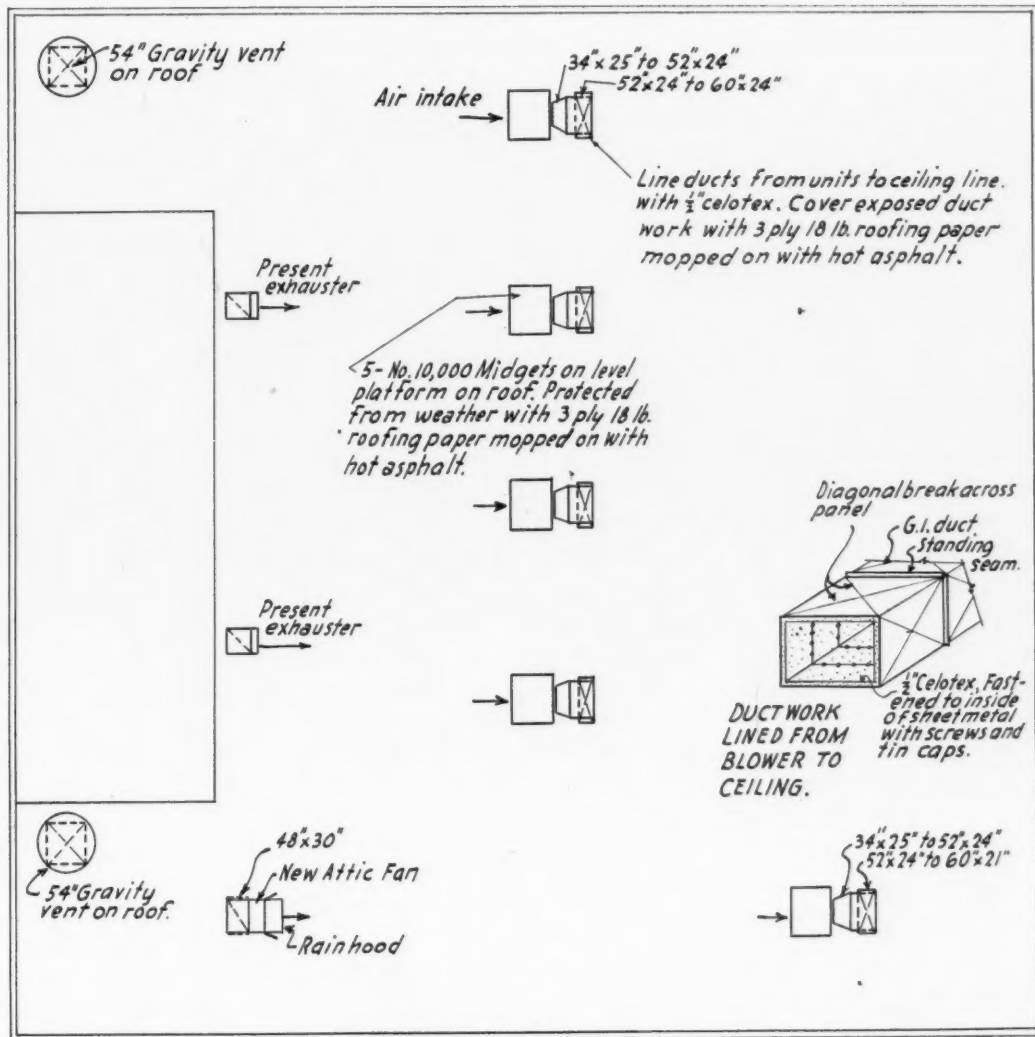 54" Gravity vent
on roof
34"x 25" to 52"x 24"
52"x 24" to 60"x 24"
Air intake
Line ducts from units to ceiling line.
with ½" celotex. Cover exposed duct
work with 3 ply 18 lb. roofing paper
mopped on with hot asphalt.
Present
exhauster
5- No. 10,000 Midgets on level
platform on roof. Protected
from weather with 3 ply 18 lb.
roofing paper mopped on with
hot asphalt.
Diagonal break across
panel
G.I. duct
Standing
seam.
Present
exhauster
½" Celotex, Fast-
ened to inside
of sheet metal
with screws and
tin caps.
DUCT WORK
LINED FROM
BLOWER TO
CEILING.
54" Gravity
vent on roof.
48"x 30"
New Attic Fan
Rainhood
34"x 25" to 52"x 24"
52"x 24" to 60"x 21"